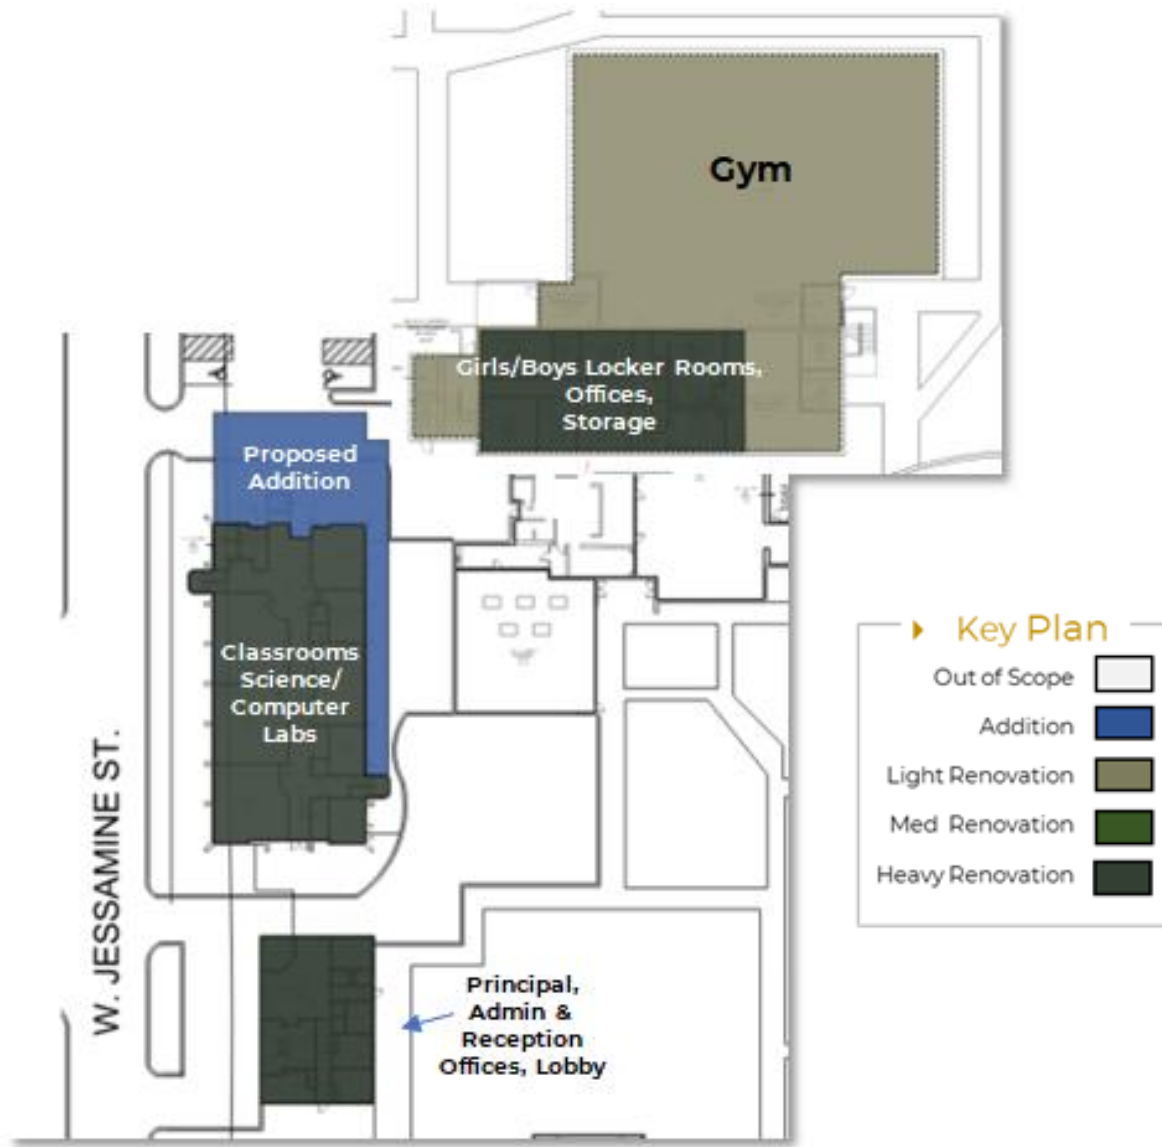 Gym
Girls/Boys Locker Rooms,
Offices,
Storage
Proposed
Addition
Classrooms
Science/
Computer
Labs
W. JESSAMINE ST.
Key Plan
Out of Scope
Addition
Light Renovation
Med Renovation
Heavy Renovation
Principal,
Admin &
Reception
Offices, Lobby